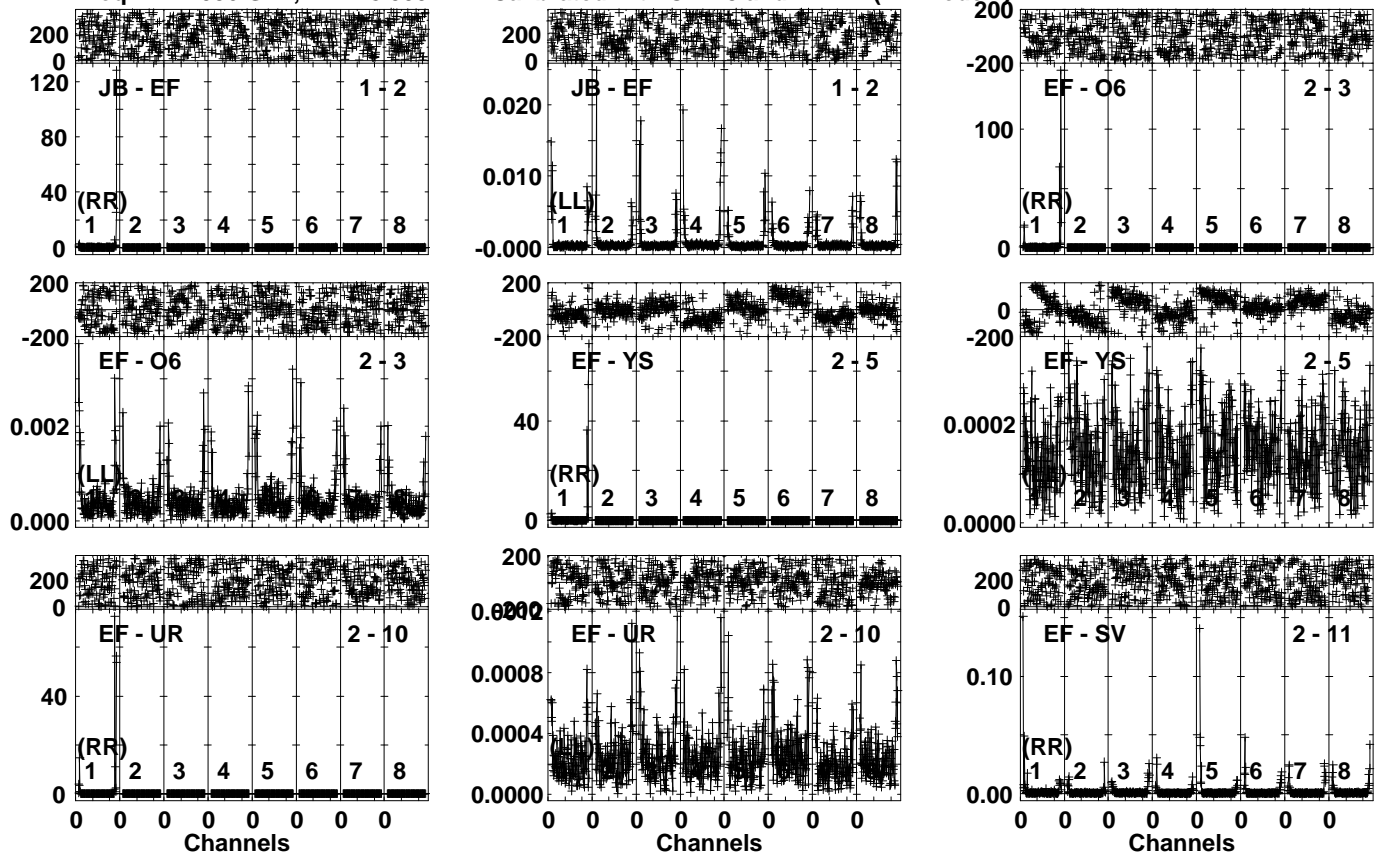 200
0
JB - EF 1 - 2
120
80
40
0
(RR)
1 2 3 4 5 6 7 8
200
0
JB - EF 1 - 2
0.020
0.010
-0.000
(LL)
1 2 3 4 5 6 7 8
200
-200
EF - O6 2 - 3
100
0
(RR)
1 2 3 4 5 6 7 8
200
-200
EF - O6 2 - 3
0.002
0.000
(LL)
200
-200
EF - YS 2 - 5
40
0
(RR)
1 2 3 4 5 6 7 8
200
0
-200
EF - YS 2 - 5
0.0002
0.0000
2 3 4 5 6 7 8
200
0
EF - UR 2 - 10
40
0
(RR)
1 2 3 4 5 6 7 8
0 0 0 0 0 0 0 0
Channels
200
0.0012
EF - UR 2 - 10
0.0008
0.0004
0.0000
0 0 0 0 0 0 0 0
Channels
200
0
EF - SV 2 - 11
0.10
0.00
(RR)
1 2 3 4 5 6 7 8
0 0 0 0 0 0 0 0
Channels